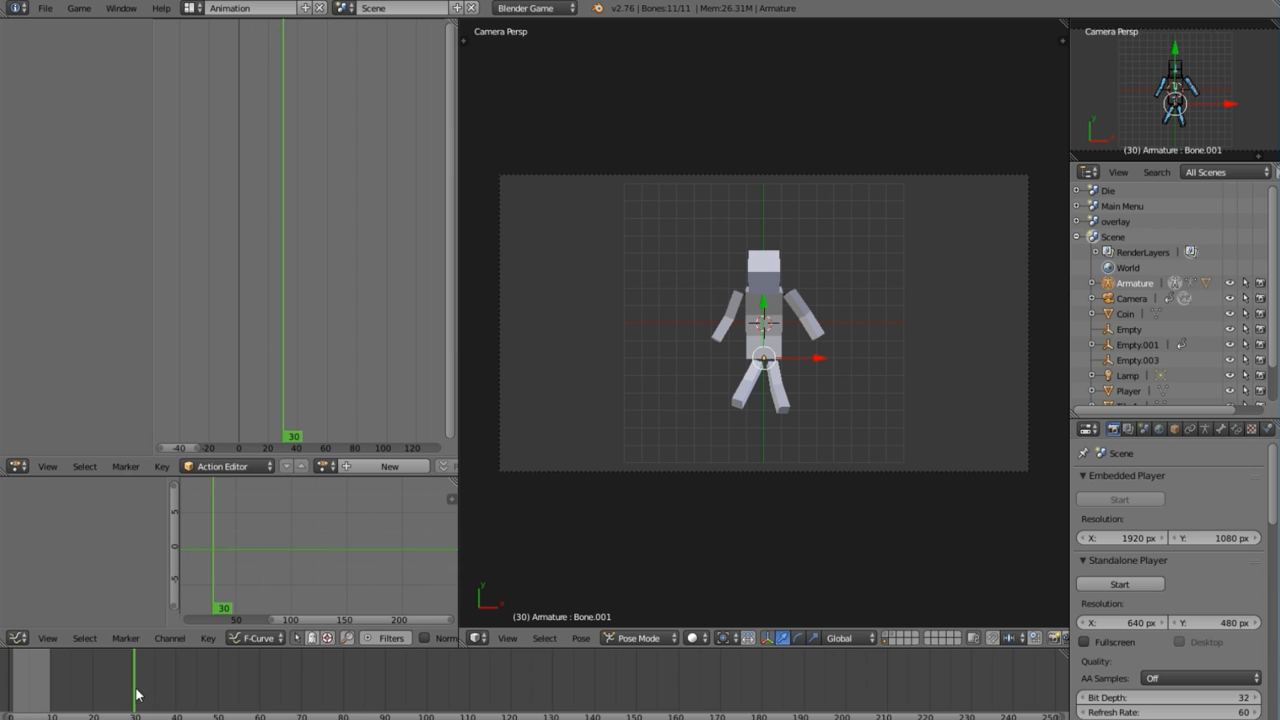 File Game Window Help Animation Scene Blender Game v2.76 | Bones:11/11 | Mem:26.31M | Armature
Camera Persp
30
-40 -20 0 20 40 60 80 100 120
View Select Marker Key Action Editor New
5
0
-5
30
50 100 150 200
View Select Marker Channel Key F-Curve Filters Norm
Camera Persp
y
x
(30) Armature : Bone.001
View Select Pose Pose Mode Global
Camera Persp
y
(30) Armature : Bone.001
View Search All Scenes
Die
Main Menu
overlay
Scene
RenderLayers |
World
Armature |
Camera |
Coin |
Empty
Empty.001 |
Empty.003
Lamp |
Player |
Scene
Embedded Player
Start
Resolution:
X: 1920 px Y: 1080 px
Standalone Player
Start
Resolution:
X: 640 px Y: 480 px
Fullscreen Desktop
Quality:
AA Samples: Off
Bit Depth: 32
Refresh Rate: 60
0 10 20 30 40 50 60 70 80 90 100 110 120 130 140 150 160 170 180 190 200 210 220 230 240 250